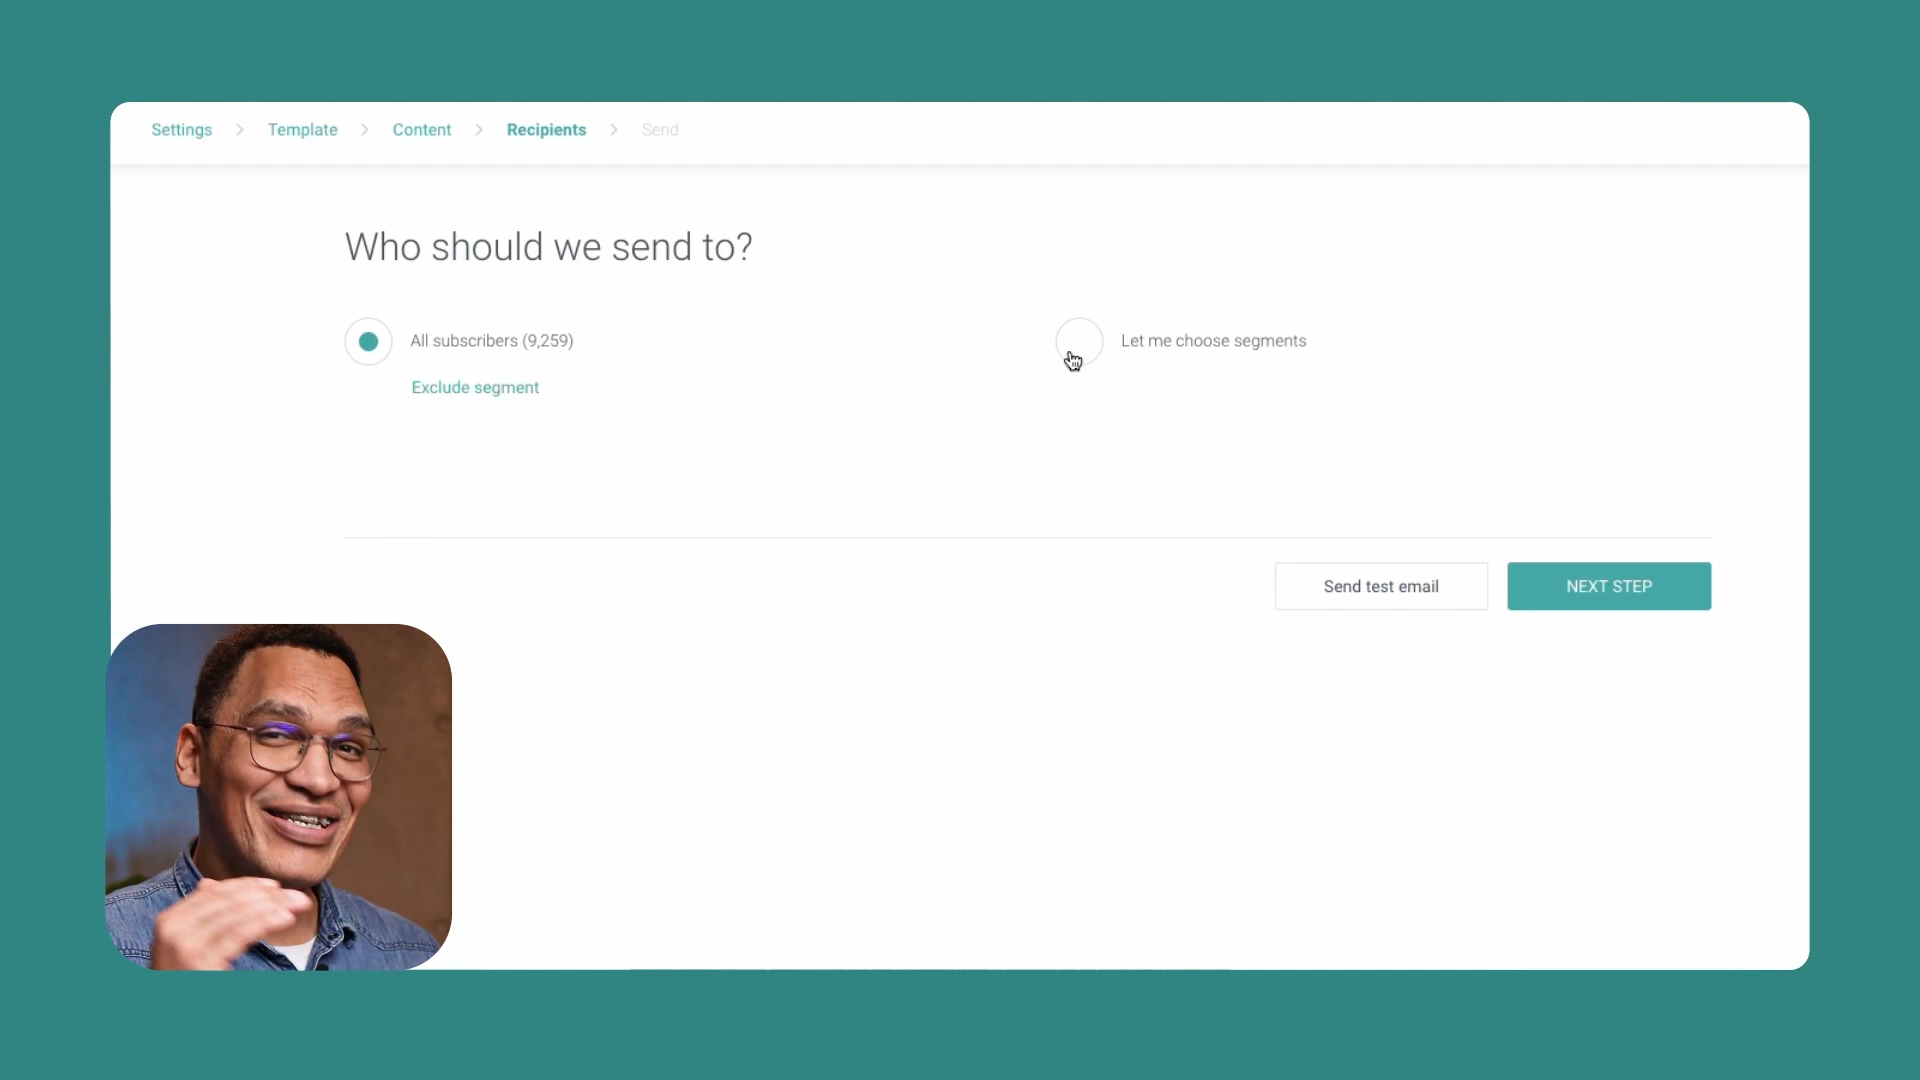 Settings > Template > Content > Recipients > Send
Who should we send to?
All subscribers (9,259)
Let me choose segments
Exclude segment
Send test email
NEXT STEP